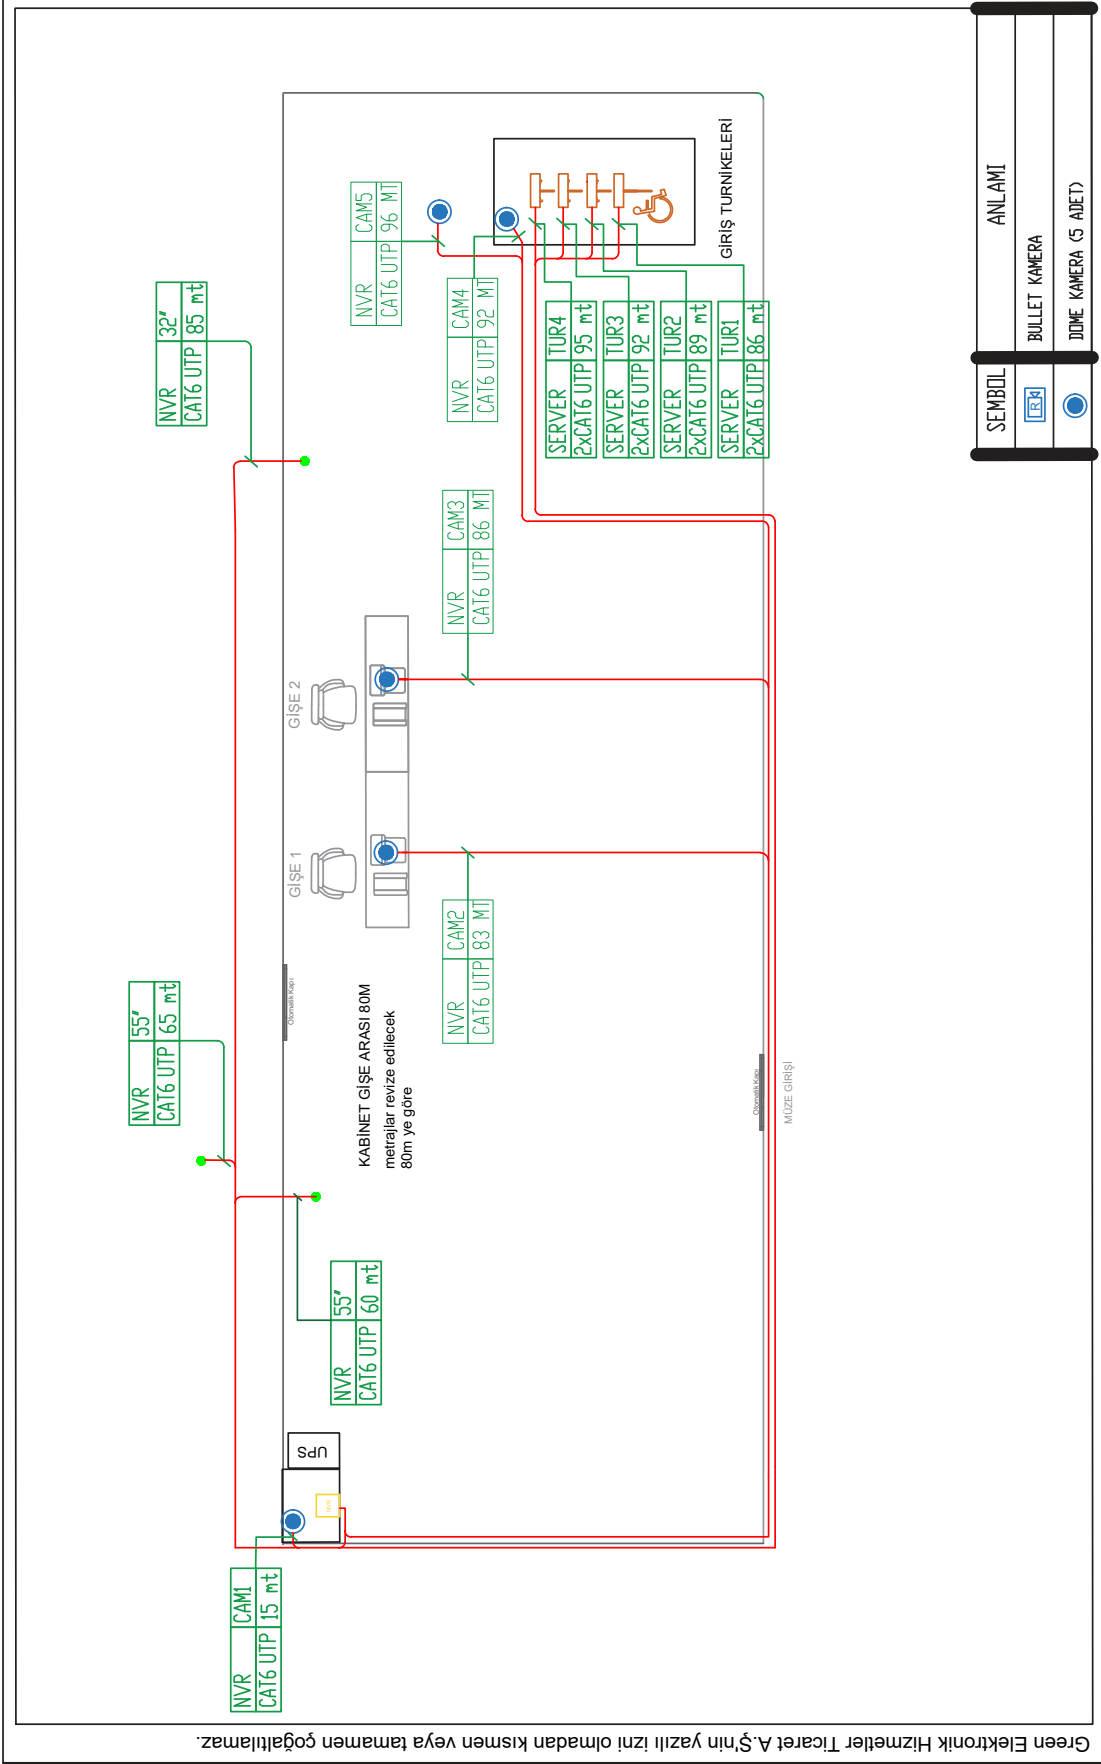 NVR 32"
CAT6 UTP 85 mt
NVR CAM5
CAT6 UTP 96 MT
NVR CAM4
CAT6 UTP 92 MT
GİRİŞ TURNİKELERİ
SERVER TUR4
2xCAT6 UTP 95 mt
SERVER TUR3
2xCAT6 UTP 92 mt
SERVER TUR2
2xCAT6 UTP 89 mt
SERVER TUR1
2xCAT6 UTP 86 mt
NVR CAM3
CAT6 UTP 86 MT
GİŞE 2
GİŞE 1
NVR CAM2
CAT6 UTP 83 MT
NVR 55"
CAT6 UTP 65 mt
Otomatik Kapı
KABİNET GİŞE ARASI 80M
metrajlar revize edilecek
80m ye göre
Otomatik Kapı
MÜZE GİRİŞİ
NVR 55"
CAT6 UTP 60 mt
UPS
NVR
NVR CAM1
CAT6 UTP 15 mt
SEMBOL ANLAMI
R BULLET KAMERA
DOME KAMERA (5 ADET)
Green Elektronik Hizmetler Ticaret A.Ş'nin yazılı izni olmadan kısmen veya tamamen çoğaltılamaz.